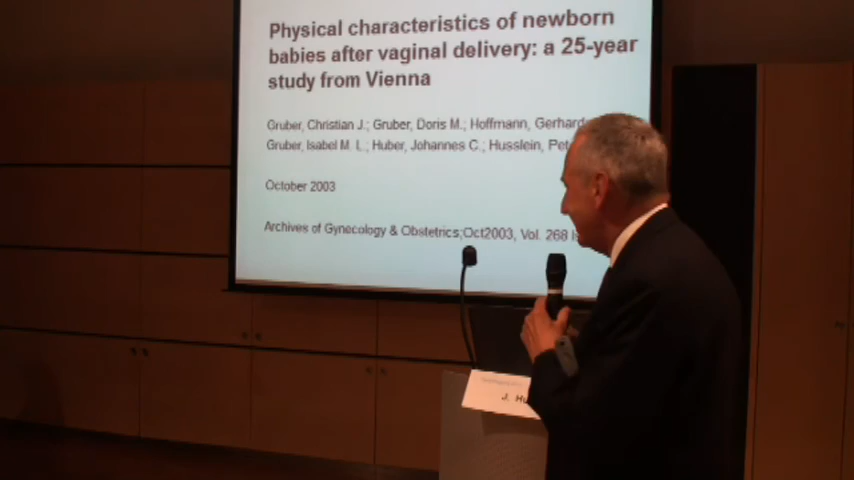 Physical characteristics of newborn
babies after vaginal delivery: a 25-year
study from Vienna
Gruber, Christian J.; Gruber, Doris M.; Hoffmann, Gerhard
Gruber, Isabel M. L.; Huber, Johannes C.; Husslein, Pet
October 2003
Archives of Gynecology & Obstetrics;Oct2003, Vol. 268 I
J. Hu